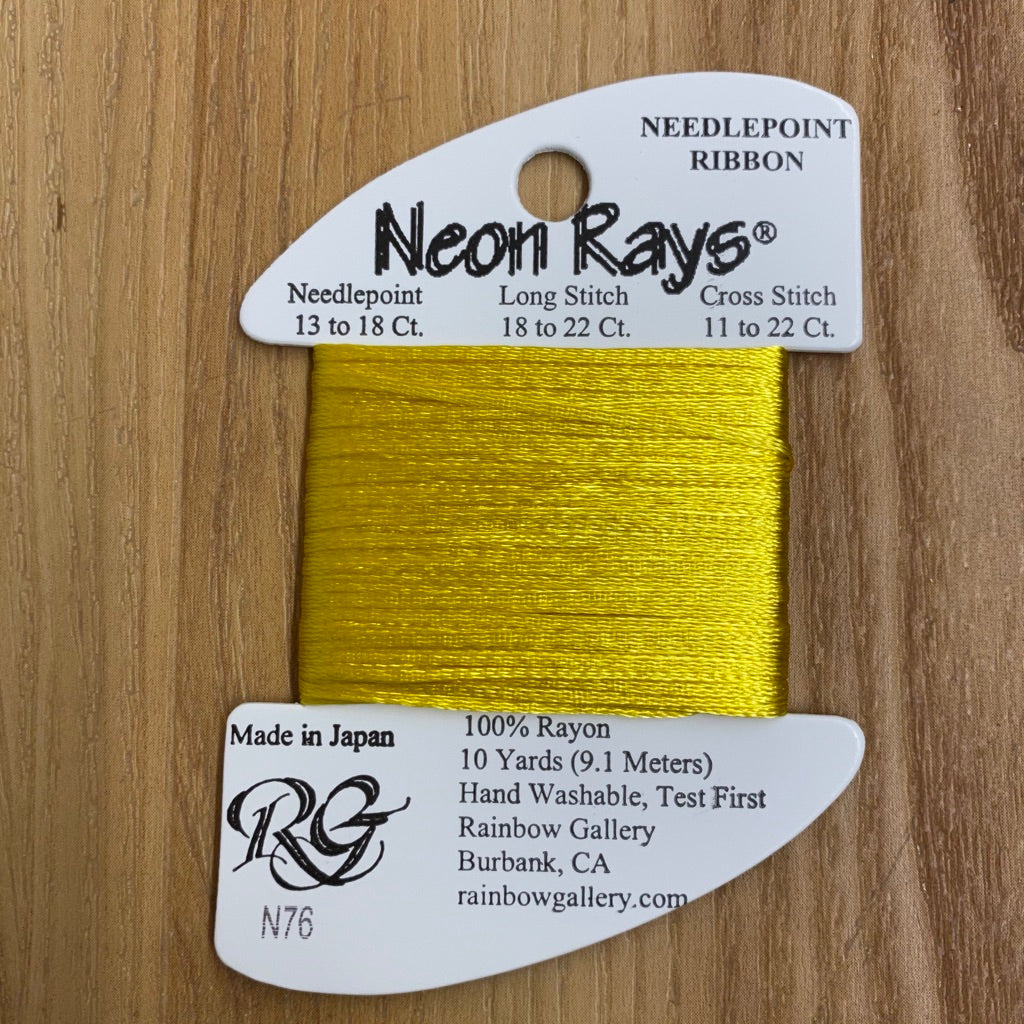 NEEDLEPOINT
RIBBON
Neon Rays®
Needlepoint Long Stitch Cross Stitch
13 to 18 Ct. 18 to 22 Ct. 11 to 22 Ct.
Made in Japan
100% Rayon
10 Yards (9.1 Meters)
Hand Washable, Test First
Rainbow Gallery
Burbank, CA
rainbowgallery.com
RG
N76